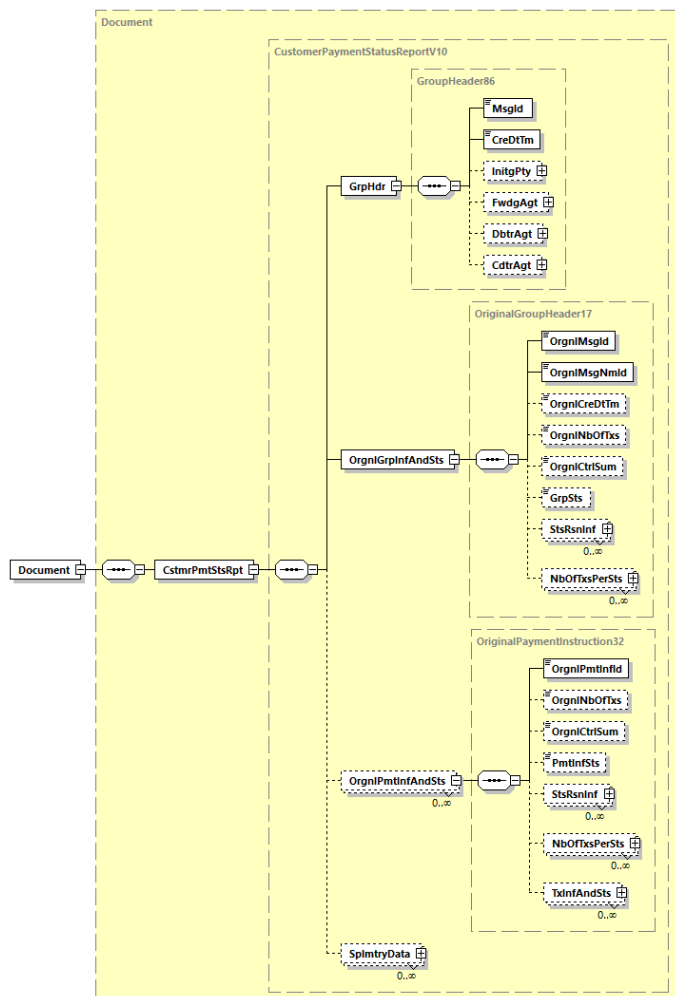 Document
CustomerPaymentStatusReportV10
GroupHeader86
MsgId
CreDtTm
InitgPty
GrpHdr
FwdgAgt
DbtrAgt
CdtrAgt
OriginalGroupHeader17
OrgnlMsgId
OrgnlMsgNmId
OrgnlCreDtTm
OrgnlNbOfTxs
OrgnlGrpInfAndSts
OrgnlCtrlSum
GrpSts
StsRsnInf
0..∞
Document
CstmrPmtStsRpt
NbOfTxsPerSts
0..∞
OriginalPaymentInstruction32
OrgnlPmtInfId
OrgnlNbOfTxs
OrgnlCtrlSum
PmtInfSts
OrgnlPmtInfAndSts
0..∞
StsRsnInf
0..∞
NbOfTxsPerSts
0..∞
TxInfAndSts
0..∞
SplmtryData
0..∞